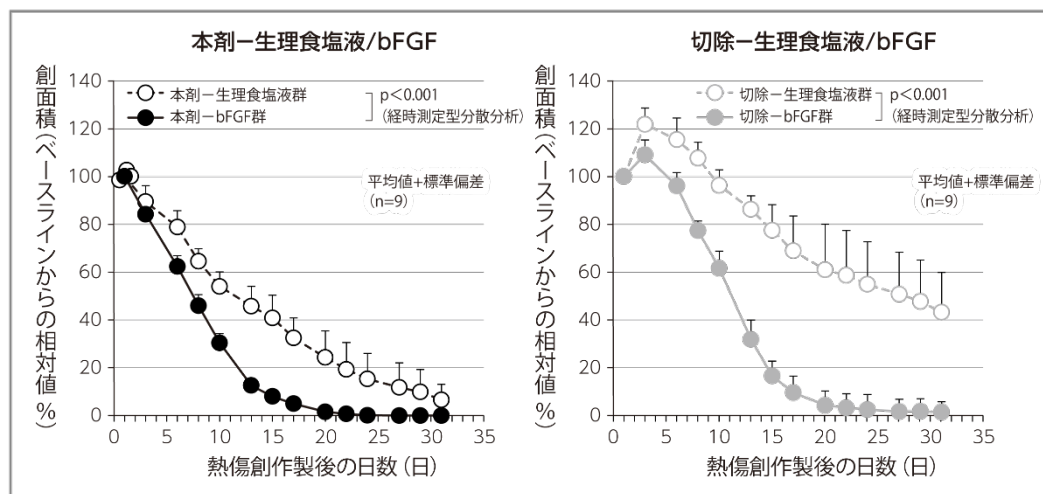 本剤－生理食塩液/bFGF
創面積（ベースラインからの相対値 %）
140
120
100
80
60
40
20
0
本剤－生理食塩液群
本剤－bFGF群
p＜0.001
（経時測定型分散分析）
平均値+標準偏差
（n=9）
0 5 10 15 20 25 30 35
熱傷創作製後の日数（日）
切除－生理食塩液/bFGF
創面積（ベースラインからの相対値 %）
140
120
100
80
60
40
20
0
切除－生理食塩液群
切除－bFGF群
p＜0.001
（経時測定型分散分析）
平均値+標準偏差
（n=9）
0 5 10 15 20 25 30 35
熱傷創作製後の日数（日）